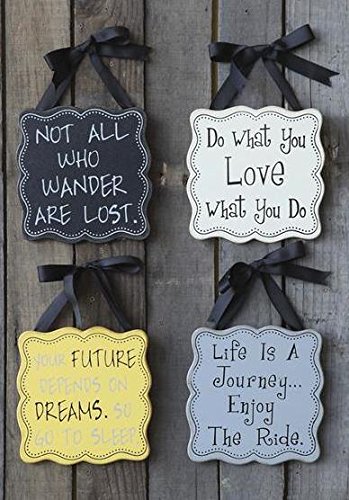 NOT ALL
WHO
WANDER
ARE LOST.
Do What You
Love
What You Do
YOUR FUTURE
DEPENDS ON
DREAMS. SO
GO TO SLEEP
Life Is A
Journey...
Enjoy
The Ride.